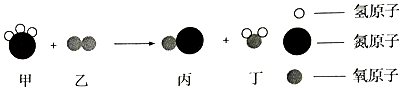 氢原子
氮原子
氧原子
甲 + 乙 → 丙 + 丁